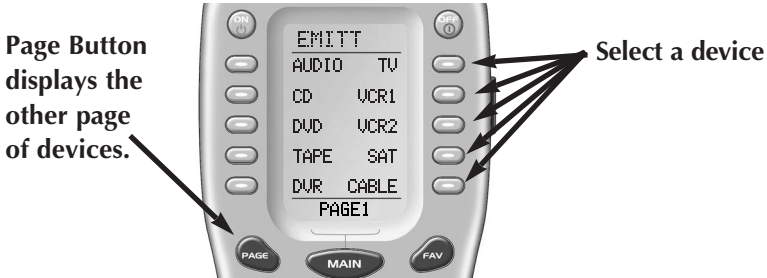 Page Button
displays the
other page
of devices.
ON
OFF
EMITT
AUDIO TV
CD VCR1
DVD VCR2
TAPE SAT
DVR CABLE
PAGE1
PAGE
MAIN
FAV
Select a device